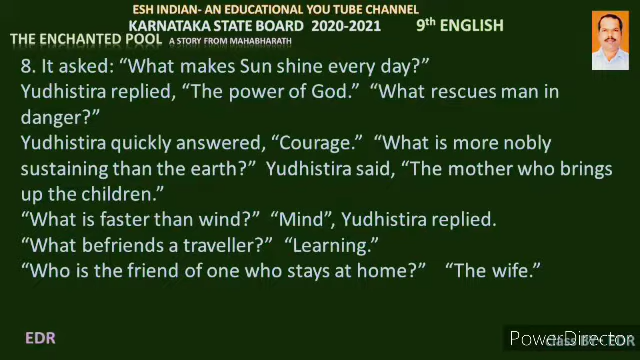 ESH INDIAN- AN EDUCATIONAL YOU TUBE CHANNEL
KARNATAKA STATE BOARD 2020-2021 9th ENGLISH
THE ENCHANTED POOL A STORY FROM MAHABHARATH
8. It asked: “What makes Sun shine every day?”
Yudhistira replied, “The power of God.” “What rescues man in
danger?”
Yudhistira quickly answered, “Courage.” “What is more nobly
sustaining than the earth?” Yudhistira said, “The mother who brings
up the children.”
“What is faster than wind?” “Mind”, Yudhistira replied.
“What befriends a traveller?” “Learning.”
“Who is the friend of one who stays at home?” “The wife.”
EDR
PowerDirector